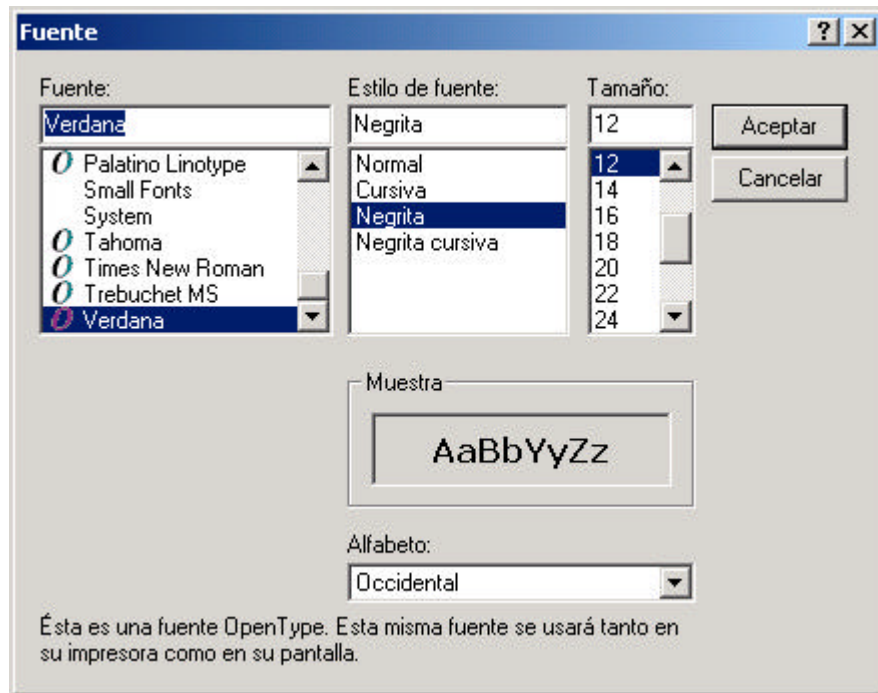 Fuente
Fuente:
Verdana
Palatino Linotype
Small Fonts
System
Tahoma
Times New Roman
Trebuchet MS
Verdana
Estilo de fuente:
Negrita
Normal
Cursiva
Negrita
Negrita cursiva
Tamaño:
12
12
14
16
18
20
22
24
Aceptar
Cancelar
Muestra
AaBbYyZz
Alfabeto:
Occidental
Ésta es una fuente OpenType. Esta misma fuente se usará tanto en
su impresora como en su pantalla.